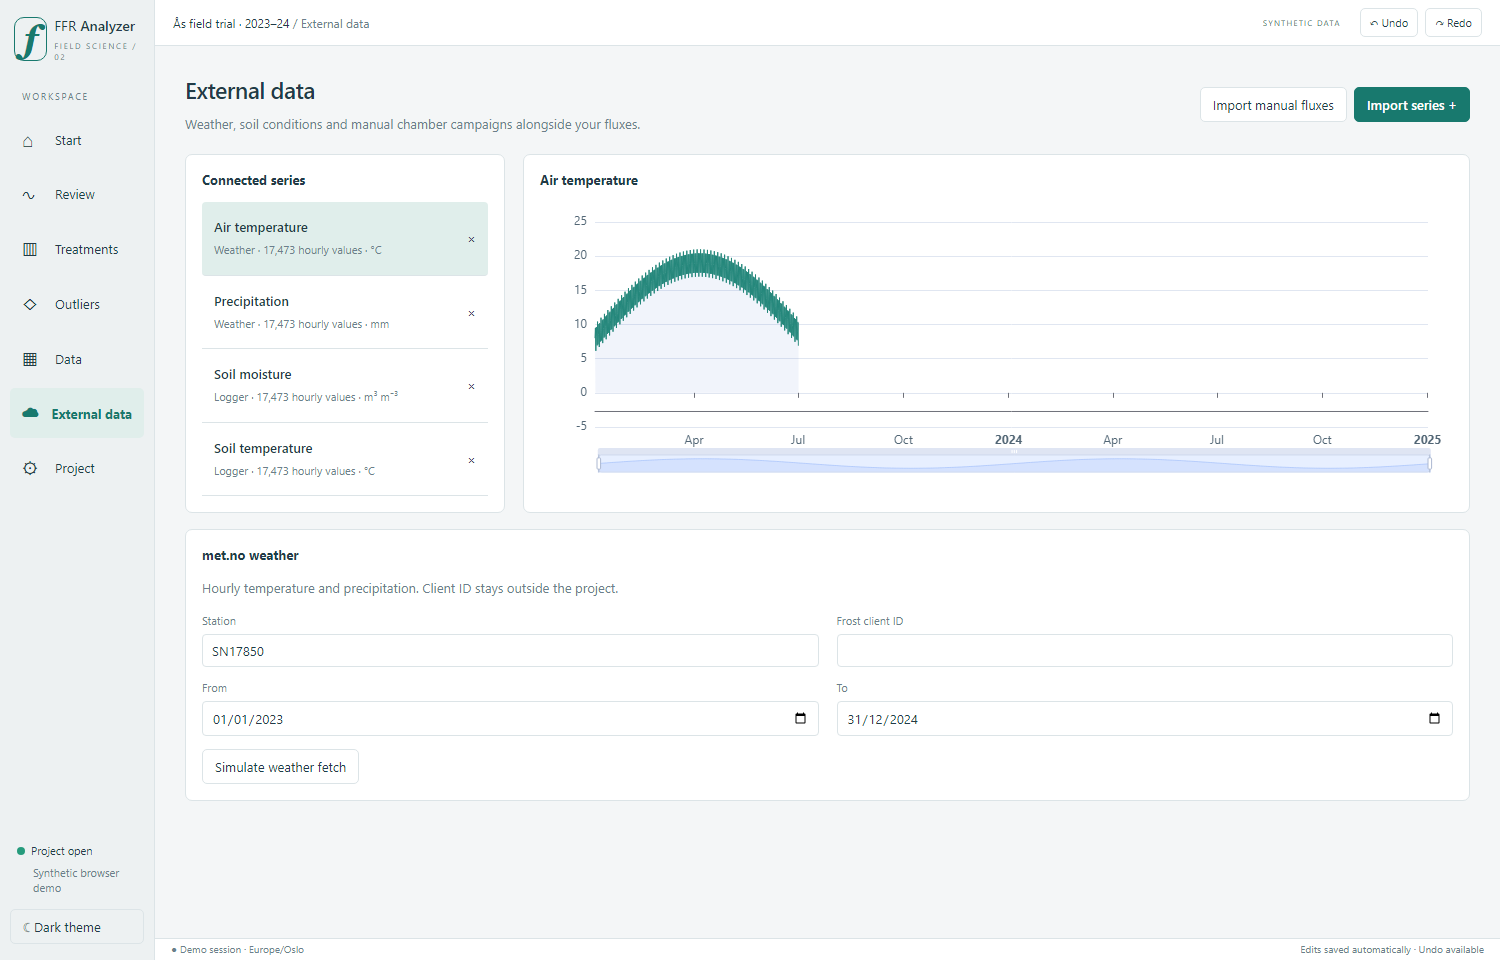 FFR Analyzer
FIELD SCIENCE /
02
WORKSPACE
Start
Review
Treatments
Outliers
Data
External data
Project
Project open
Synthetic browser
demo
Dark theme
Ås field trial · 2023–24 / External data
SYNTHETIC DATA
Undo
Redo
External data
Weather, soil conditions and manual chamber campaigns alongside your fluxes.
Import manual fluxes
Import series +
Connected series
Air temperature
Weather · 17,473 hourly values · °C
×
Precipitation
Weather · 17,473 hourly values · mm
×
Soil moisture
Logger · 17,473 hourly values · m³ m⁻³
×
Soil temperature
Logger · 17,473 hourly values · °C
×
Air temperature
25
20
15
10
5
0
-5
Apr
Jul
Oct
2024
Apr
Jul
Oct
2025
met.no weather
Hourly temperature and precipitation. Client ID stays outside the project.
Station
SN17850
Frost client ID
From
01/01/2023
To
31/12/2024
Simulate weather fetch
Demo session · Europe/Oslo
Edits saved automatically · Undo available